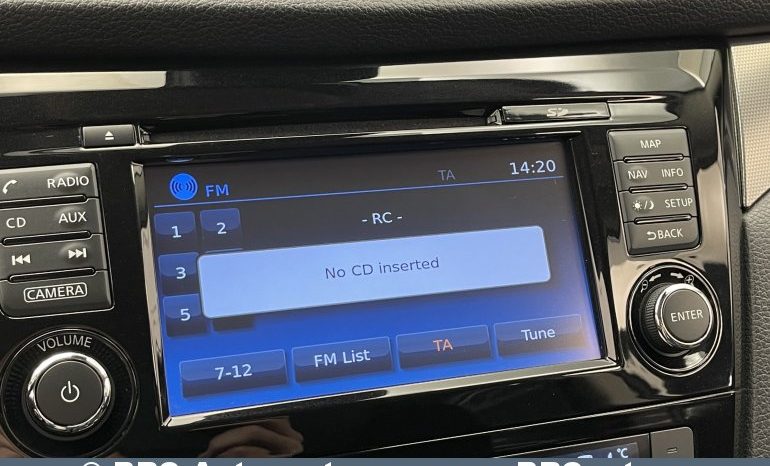 SD
MAP
RADIO
FM
TA
14:20
NAV
INFO
CD
AUX
1
2
- RC -
SETUP
BACK
3
No CD inserted
CAMERA
5
ENTER
VOLUME
7-12
FM List
TA
Tune
°C